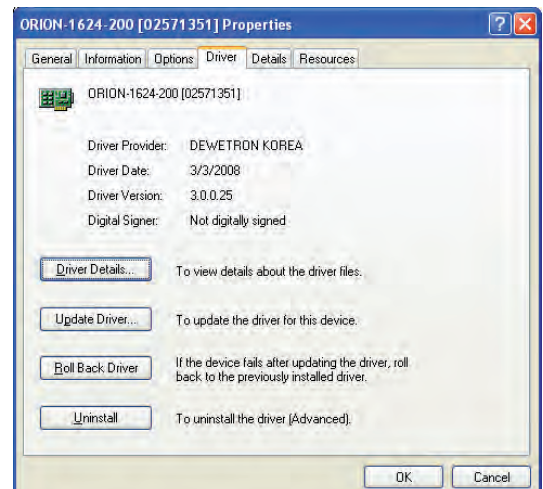 ORION-1624-200 [02571351] Properties
General Information Options Driver Details Resources
ORION-1624-200 [02571351]
Driver Provider: DEWETRON KOREA
Driver Date: 3/3/2008
Driver Version: 3.0.0.25
Digital Signer: Not digitally signed
Driver Details... To view details about the driver files.
Update Driver... To update the driver for this device.
Roll Back Driver If the device fails after updating the driver, roll
back to the previously installed driver.
Uninstall To uninstall the driver (Advanced).
OK Cancel